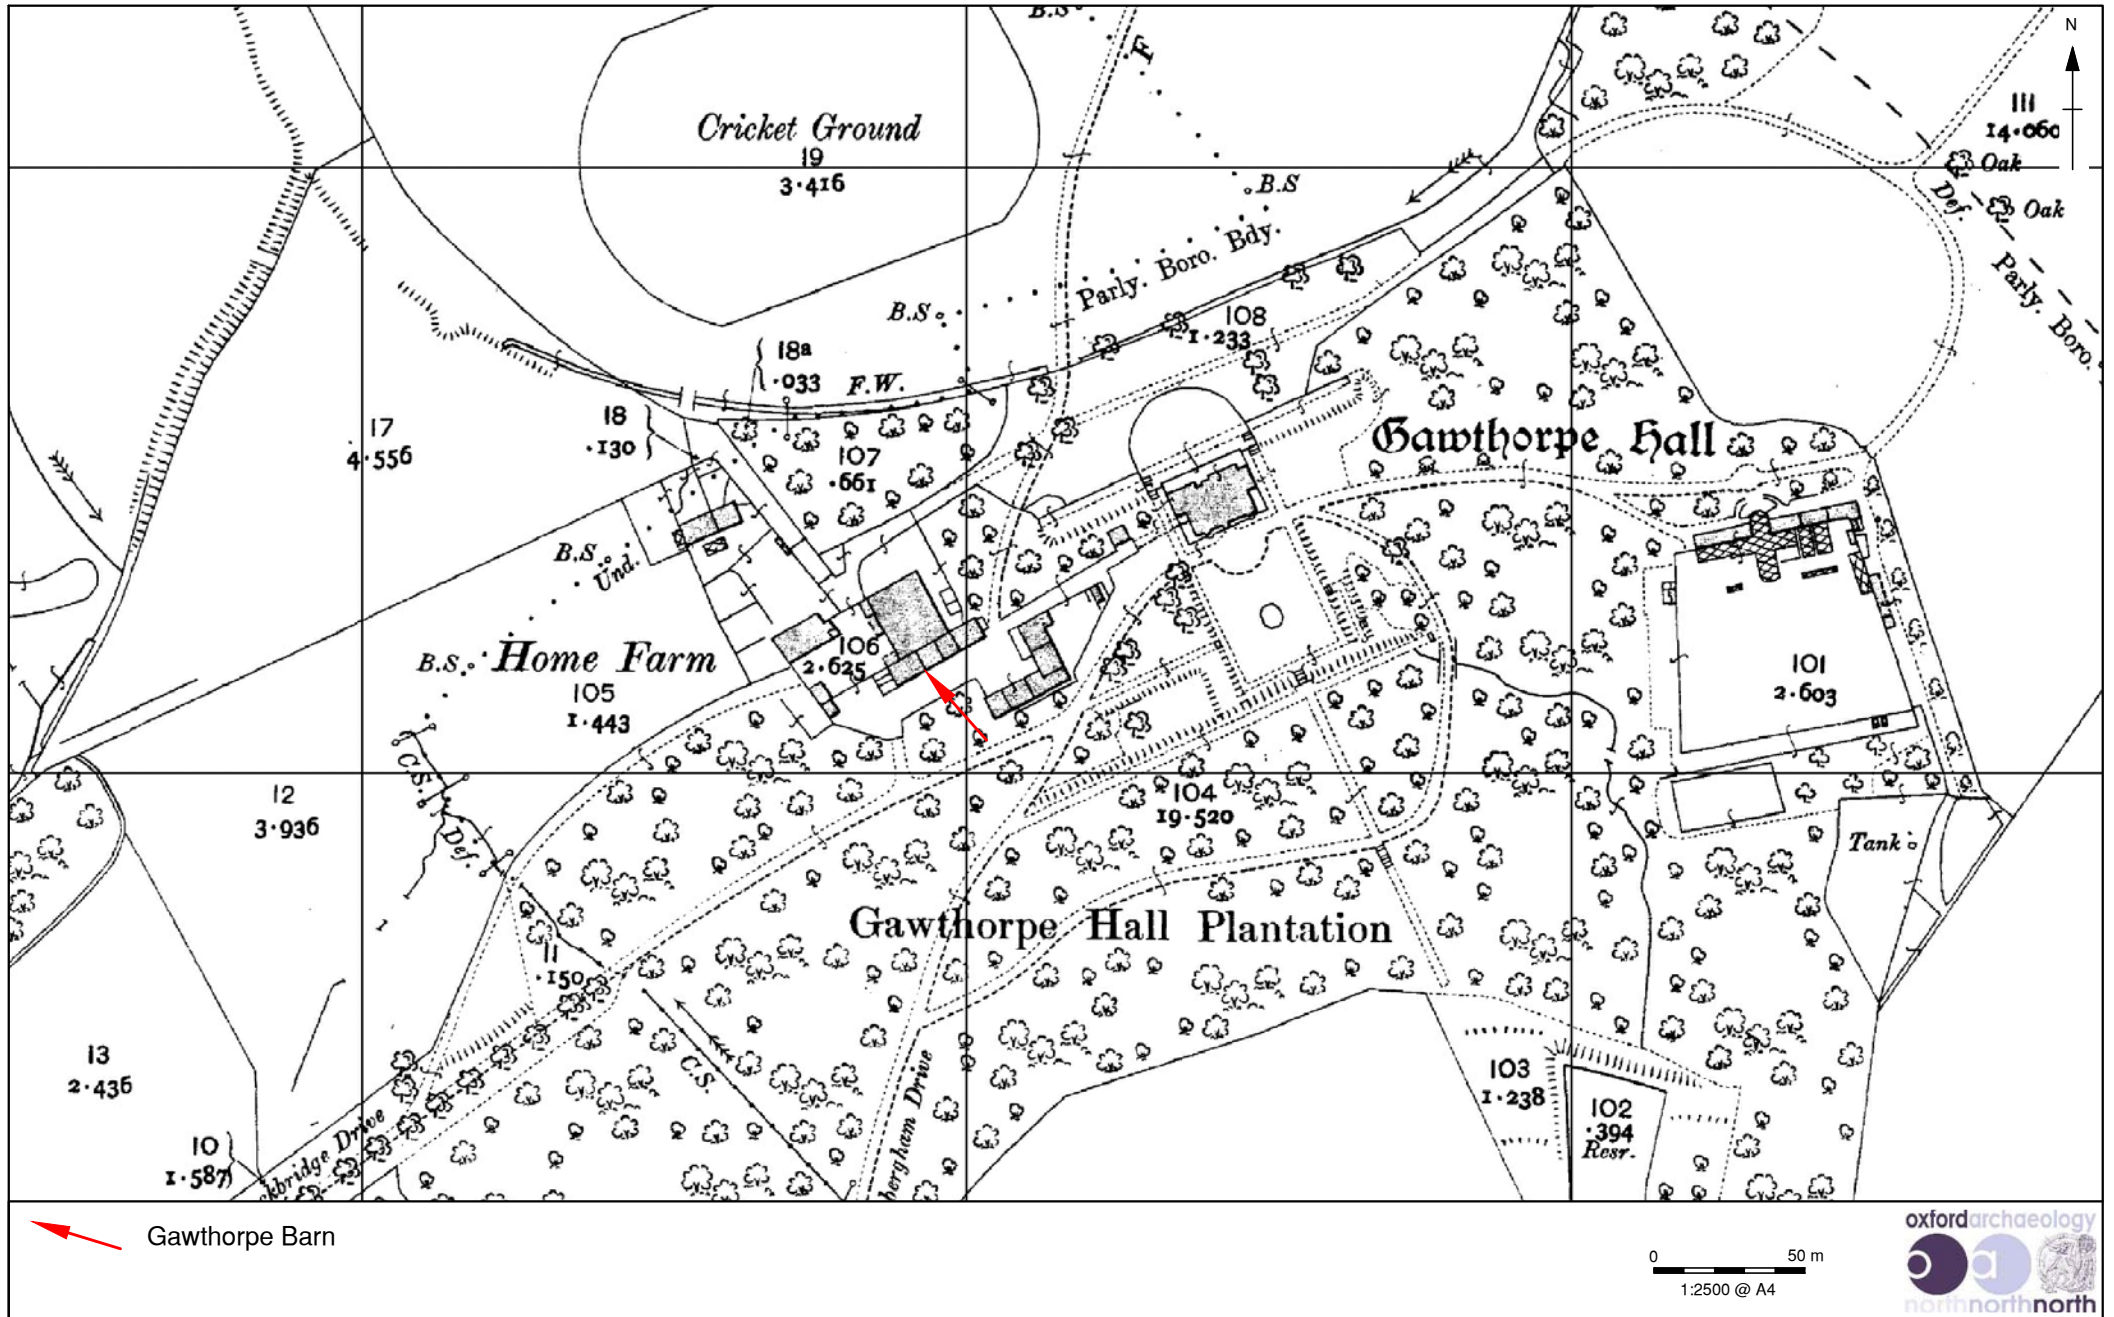 B.S
F
N
Cricket Ground
19
3.416
111
14.060
Oak
Oak
Def.
B.S
Parly. Boro. Bdy.
Parly. Boro.
B.S
108
1.233
18a
.033
F.W.
18
.130
17
4.556
107
.661
Gawthorpe Hall
B.S.
Und.
Home Farm
B.S.
105
1.443
106
2.625
101
2.603
12
3.936
C.S.
Def.
104
19.520
Tank
Gawthorpe Hall Plantation
11
.150
13
2.436
C.S.
103
1.238
102
.394
Resr.
10
1.587
ckbridge Drive
bergham Drive
Gawthorpe Barn
0 50 m
1:2500 @ A4
oxfordarchaeology
oa
northnorthnorth